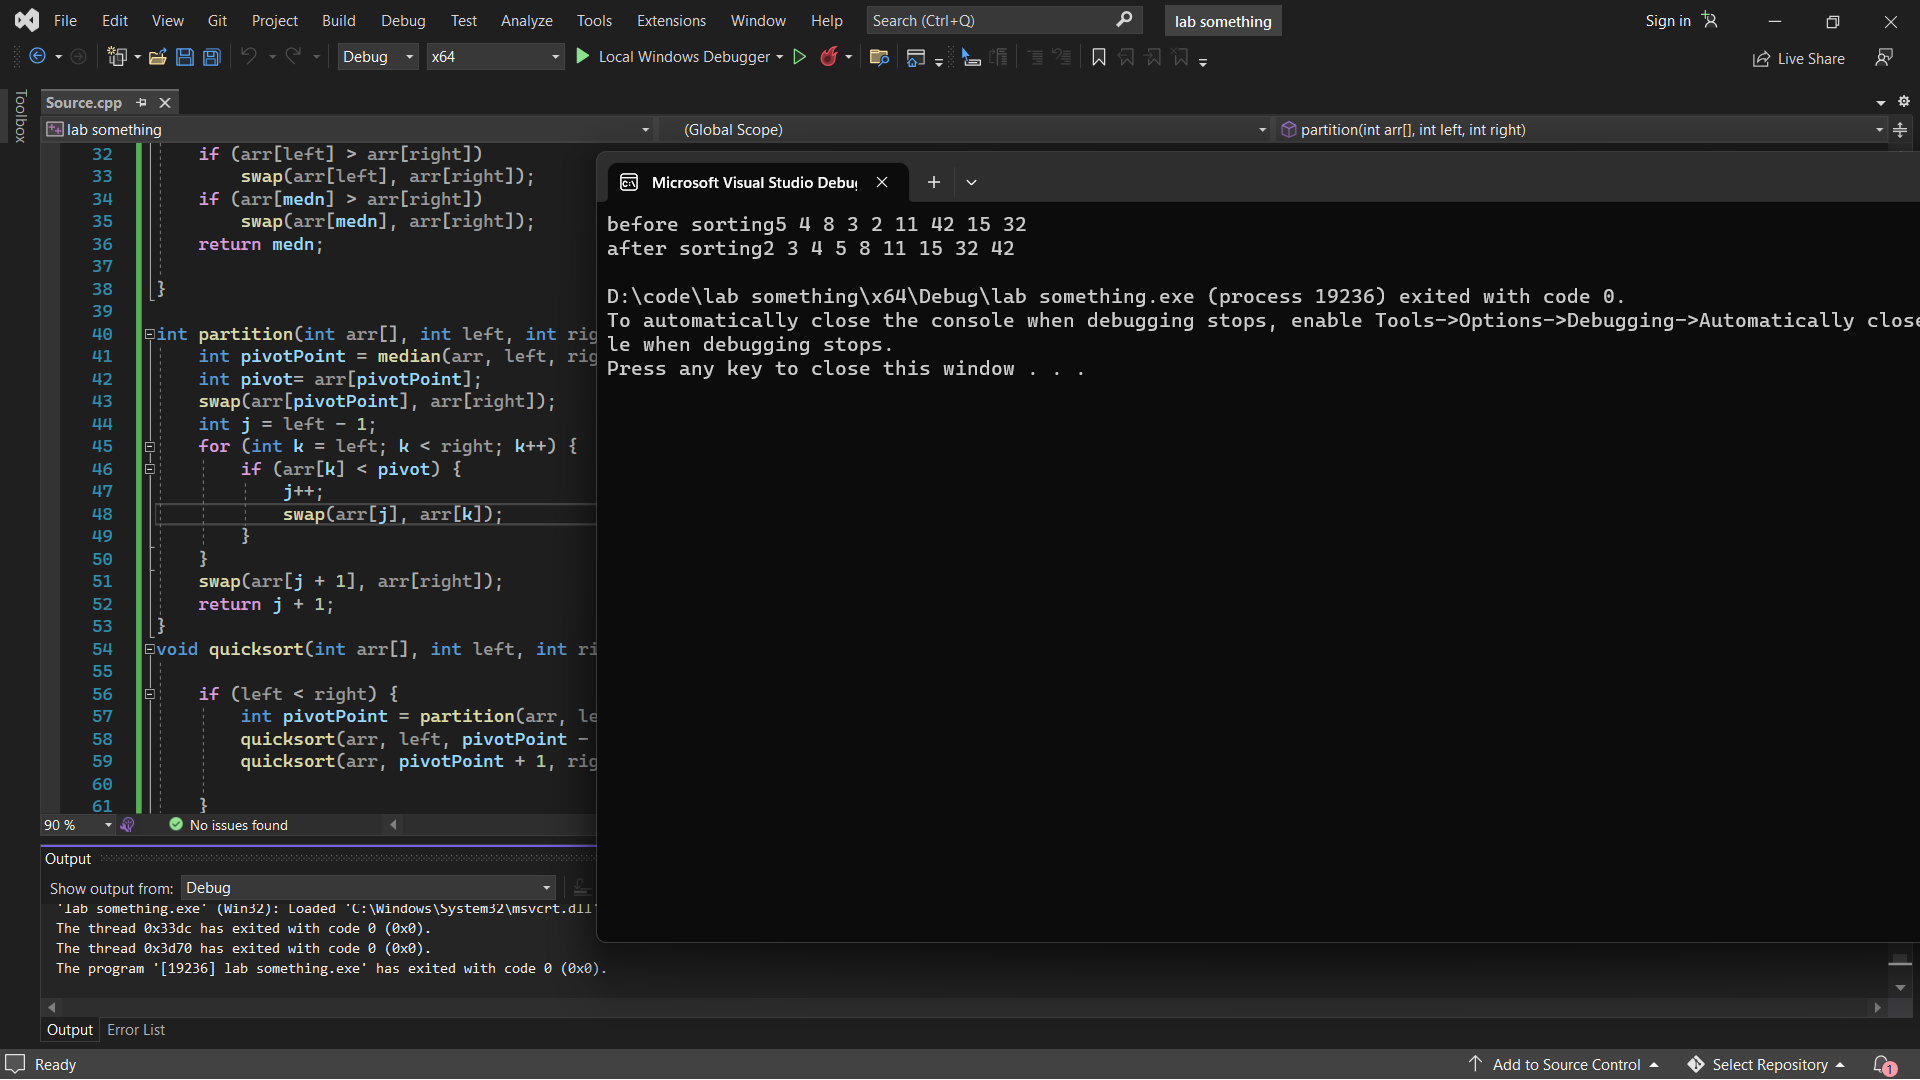 File Edit View Git Project Build Debug Test Analyze Tools Extensions Window Help Search (Ctrl+Q) lab something Sign in
Debug x64 Local Windows Debugger Live Share
Toolbox
Source.cpp
lab something (Global Scope) partition(int arr[], int left, int right)
32 if (arr[left] > arr[right])
33 swap(arr[left], arr[right]);
34 if (arr[medn] > arr[right])
35 swap(arr[medn], arr[right]);
36 return medn;
37
38 }
39
40 int partition(int arr[], int left, int rig
41 int pivotPoint = median(arr, left, rig
42 int pivot= arr[pivotPoint];
43 swap(arr[pivotPoint], arr[right]);
44 int j = left - 1;
45 for (int k = left; k < right; k++) {
46 if (arr[k] < pivot) {
47 j++;
48 swap(arr[j], arr[k]);
49 }
50 }
51 swap(arr[j + 1], arr[right]);
52 return j + 1;
53 }
54 void quicksort(int arr[], int left, int ri
55
56 if (left < right) {
57 int pivotPoint = partition(arr, le
58 quicksort(arr, left, pivotPoint -
59 quicksort(arr, pivotPoint + 1, rig
60
61 }
90 % No issues found
Microsoft Visual Studio Debu
before sorting5 4 8 3 2 11 42 15 32
after sorting2 3 4 5 8 11 15 32 42
D:\code\lab something\x64\Debug\lab something.exe (process 19236) exited with code 0.
To automatically close the console when debugging stops, enable Tools->Options->Debugging->Automatically close
le when debugging stops.
Press any key to close this window . . .
Output
Show output from: Debug
'lab something.exe' (Win32): Loaded 'C:\Windows\System32\msvcrt.dll'
The thread 0x33dc has exited with code 0 (0x0).
The thread 0x3d70 has exited with code 0 (0x0).
The program '[19236] lab something.exe' has exited with code 0 (0x0).
Output Error List
Ready Add to Source Control Select Repository 1